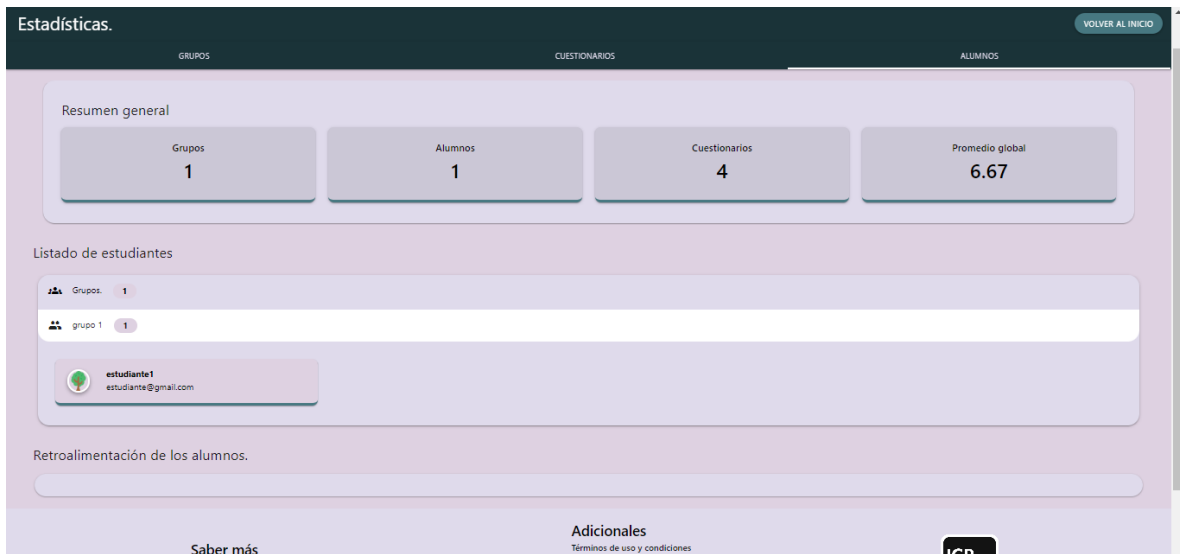 Estadísticas.
VOLVER AL INICIO
GRUPOS
CUESTIONARIOS
ALUMNOS
Resumen general
Grupos
1
Alumnos
1
Cuestionarios
4
Promedio global
6.67
Listado de estudiantes
Grupos. 1
grupo 1 1
estudiante1
estudiante@gmail.com
Retroalimentación de los alumnos.
Saber más
Adicionales
Términos de uso y condiciones